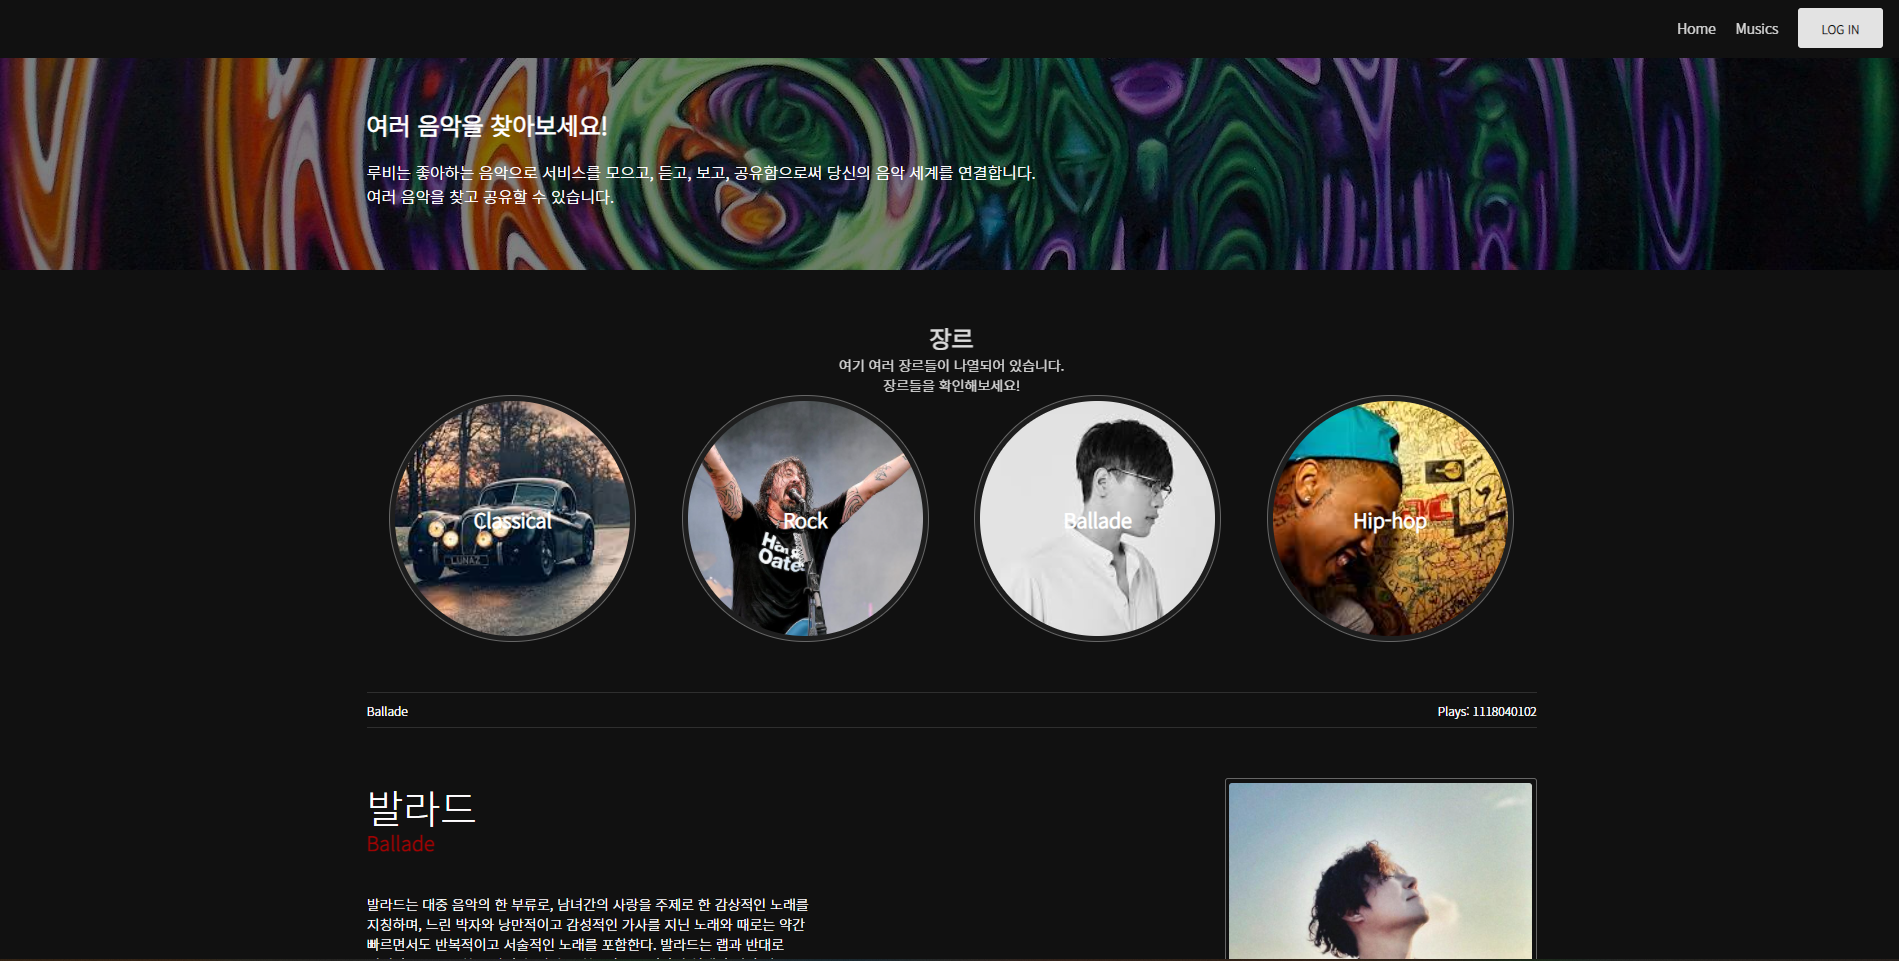 Home Musics LOG IN
여러 음악을 찾아보세요!
루비는 좋아하는 음악으로 서비스를 모으고, 듣고, 보고, 공유함으로써 당신의 음악 세계를 연결합니다.
여러 음악을 찾고 공유할 수 있습니다.
장르
여기 여러 장르들이 나열되어 있습니다.
장르들을 확인해보세요!
Classical
LUNAZ
Rock
Ballade
Hip-hop
Ballade
Plays: 1118040102
발라드
Ballade
발라드는 대중 음악의 한 부류로, 남녀간의 사랑을 주제로 한 감상적인 노래를
지칭하며, 느린 박자와 낭만적이고 감성적인 가사를 지닌 노래와 때로는 약간
빠르면서도 반복적이고 서술적인 노래를 포함한다. 발라드는 랩과 반대로